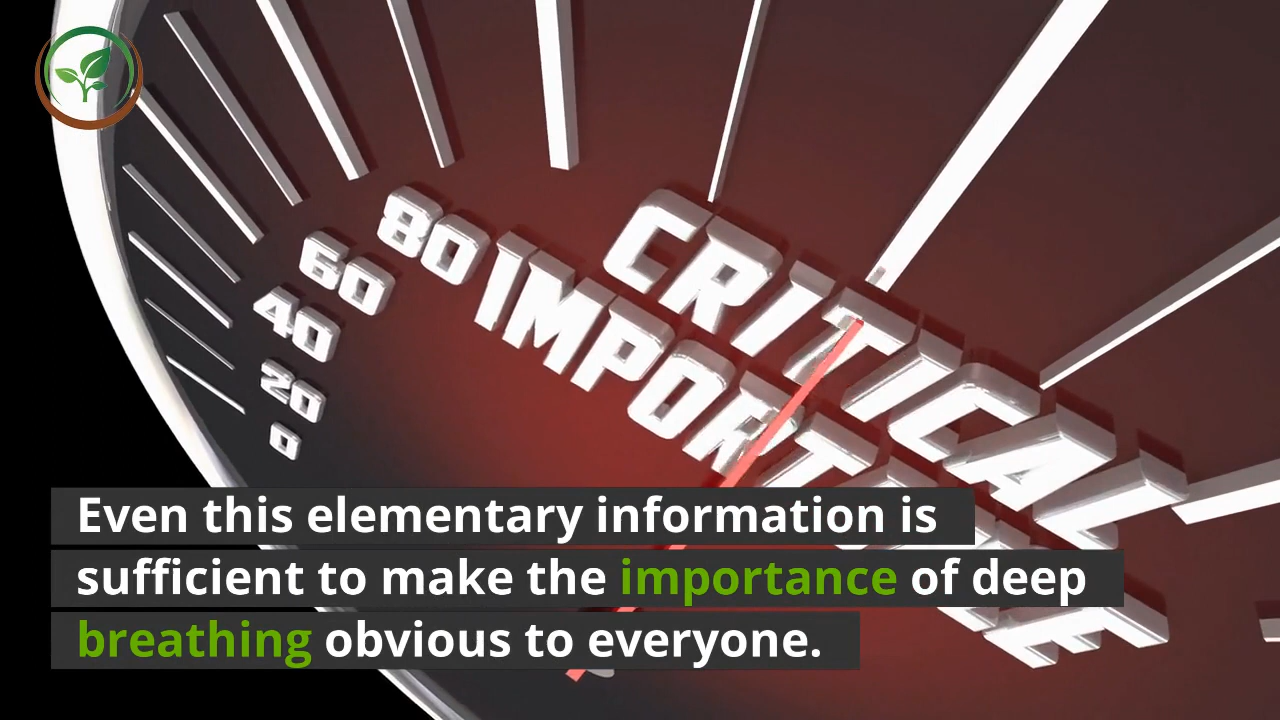 CRITICAL
80
60
40
20
0
Even this elementary information is
sufficient to make the importance of deep
breathing obvious to everyone.